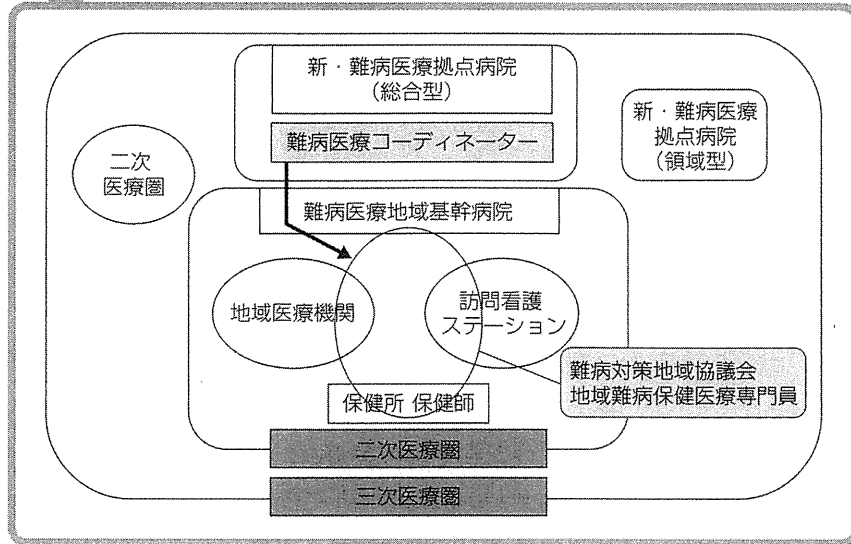 新・難病医療拠点病院
（総合型）
難病医療コーディネーター
新・難病医療
拠点病院
（領域型）
二次
医療圏
難病医療地域基幹病院
地域医療機関
訪問看護
ステーション
難病対策地域協議会
地域難病保健医療専門員
保健所 保健師
二次医療圏
三次医療圏